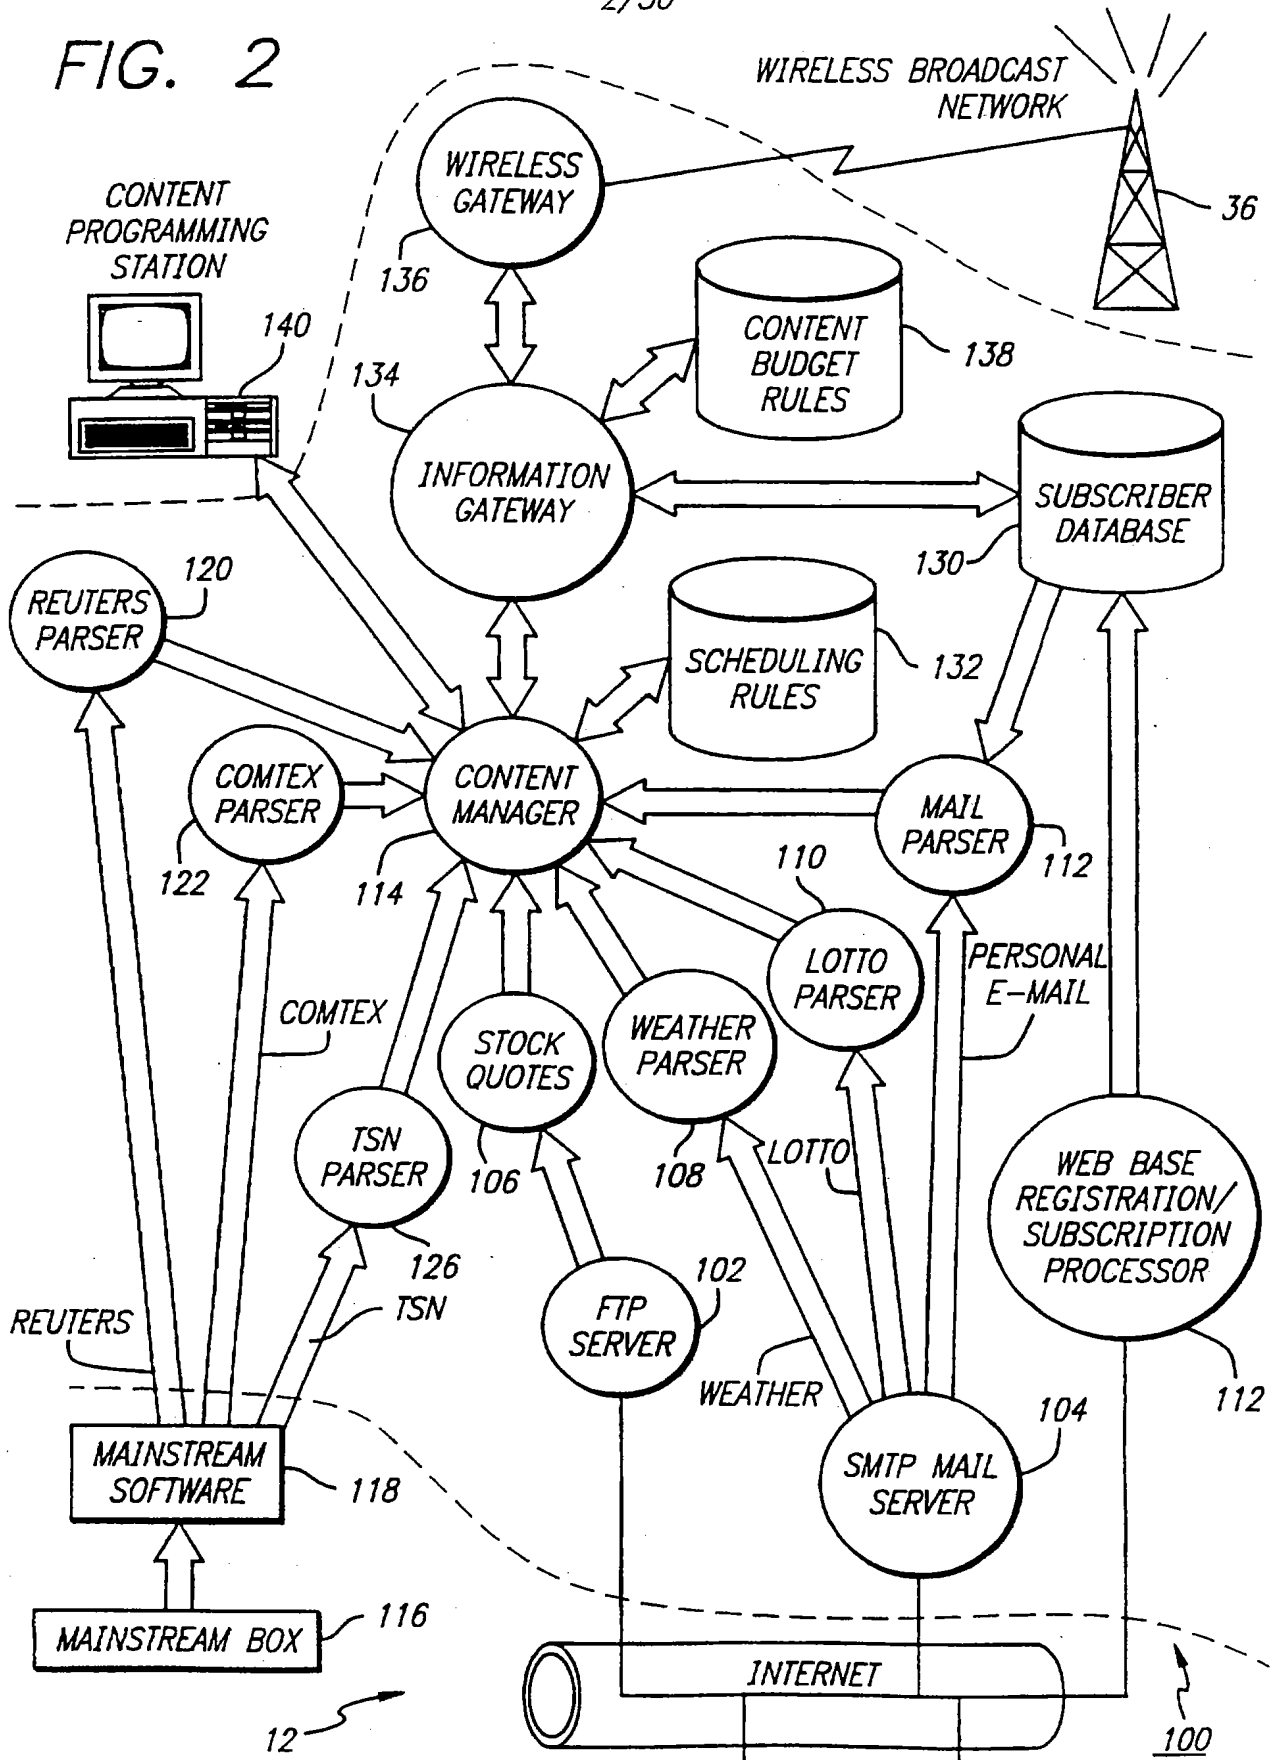 2/30
FIG. 2
WIRELESS BROADCAST
NETWORK
WIRELESS
GATEWAY
136
36
CONTENT
PROGRAMMING
STATION
140
134
CONTENT
BUDGET
RULES
138
INFORMATION
GATEWAY
SUBSCRIBER
DATABASE
130
120
REUTERS
PARSER
SCHEDULING
RULES
132
COMTEX
PARSER
122
CONTENT
MANAGER
114
MAIL
PARSER
112
110
LOTTO
PARSER
PERSONAL
E-MAIL
COMTEX
STOCK
QUOTES
106
WEATHER
PARSER
108
LOTTO
TSN
PARSER
126
TSN
WEB BASE
REGISTRATION/
SUBSCRIPTION
PROCESSOR
112
102
FTP
SERVER
REUTERS
WEATHER
104
SMTP MAIL
SERVER
MAINSTREAM
SOFTWARE
118
MAINSTREAM BOX
116
INTERNET
12
100